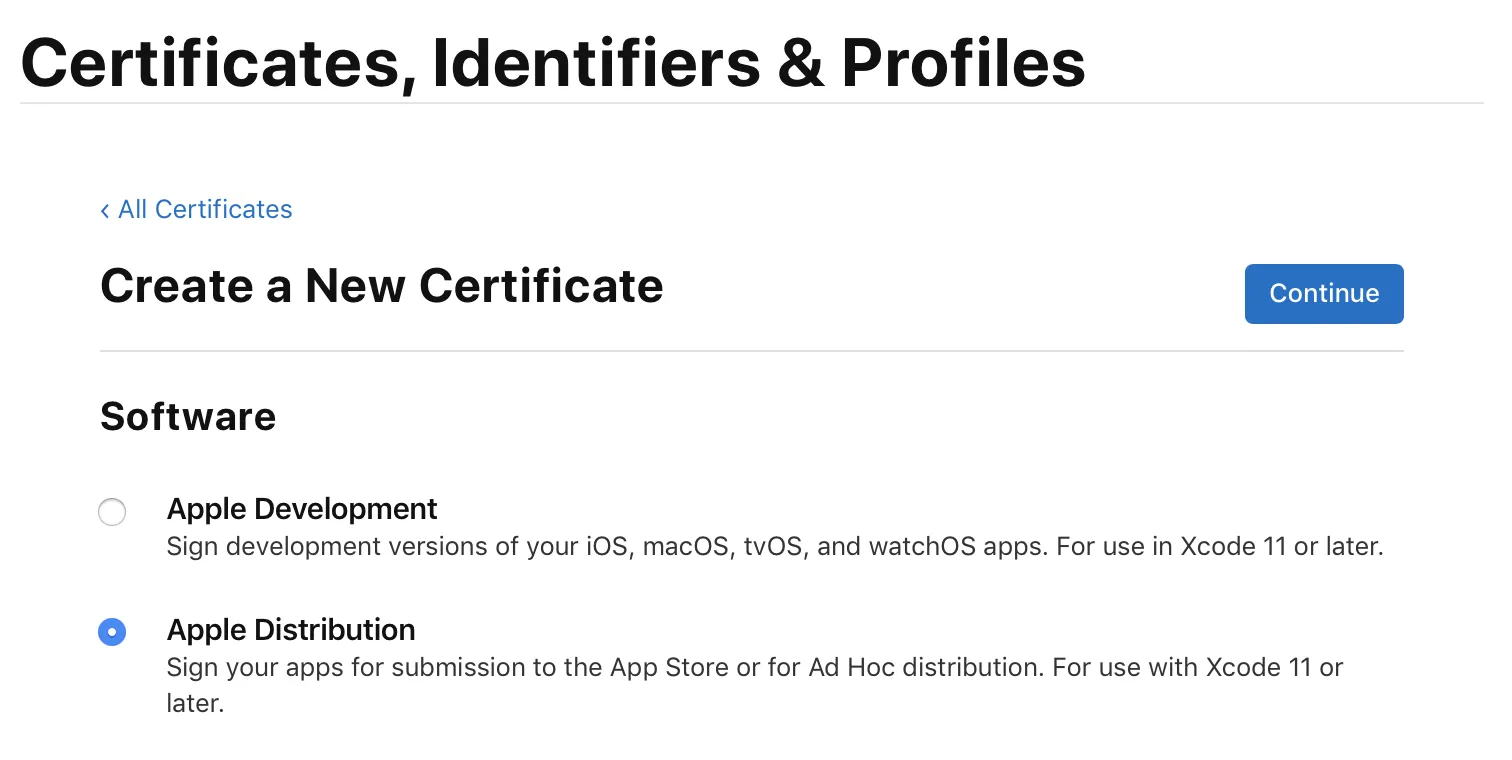 Certificates, Identifiers & Profiles
‹ All Certificates
Create a New Certificate
Continue
Software
Apple Development
Sign development versions of your iOS, macOS, tvOS, and watchOS apps. For use in Xcode 11 or later.
Apple Distribution
Sign your apps for submission to the App Store or for Ad Hoc distribution. For use with Xcode 11 or
later.